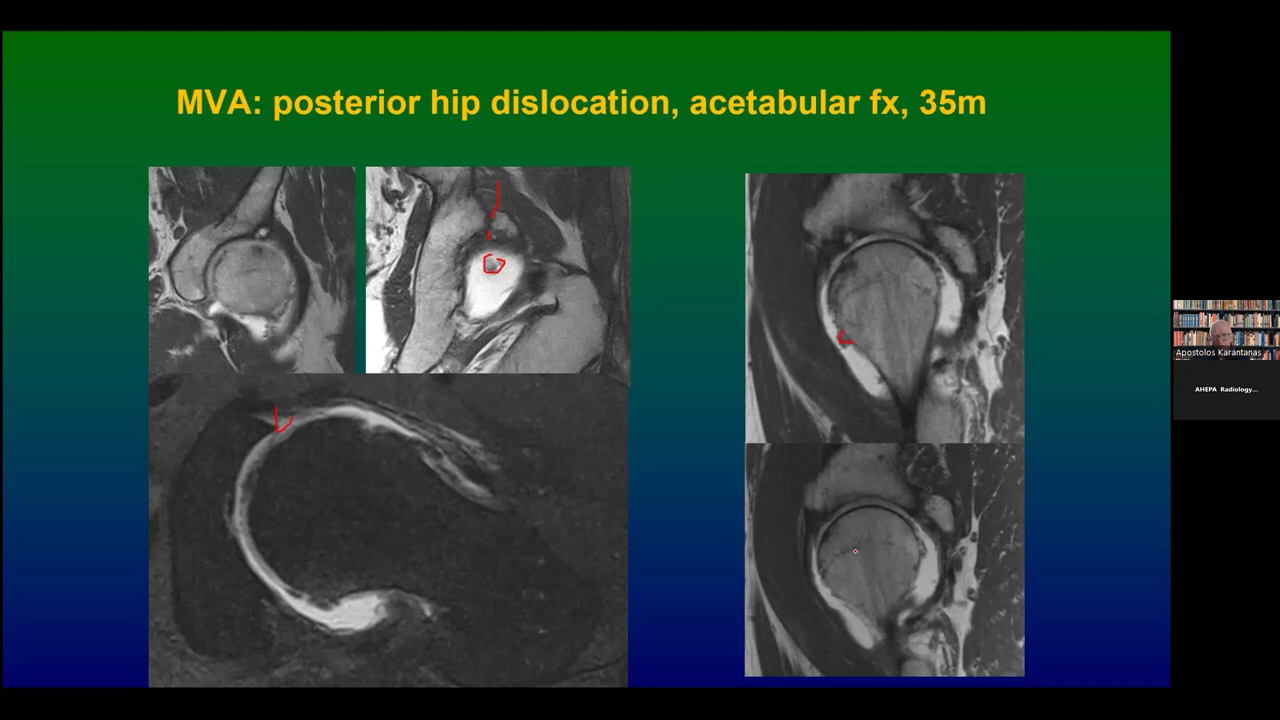 MVA: posterior hip dislocation, acetabular fx, 35m
Apostolos Karantanas
AHEPA Radiology...